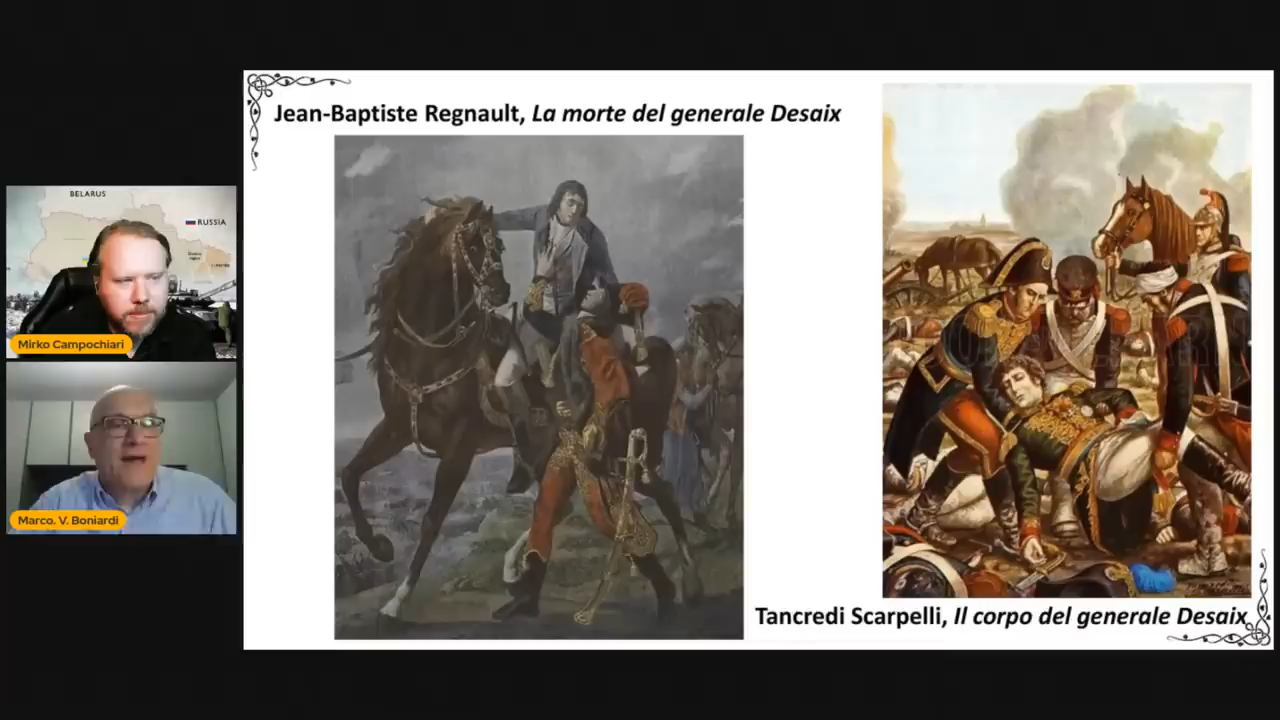 Jean-Baptiste Regnault, La morte del generale Desaix
BELARUS
RUSSIA
Mirko Campochiari
Marco. V. Boniardi
Tancredi Scarpelli, Il corpo del generale Desaix